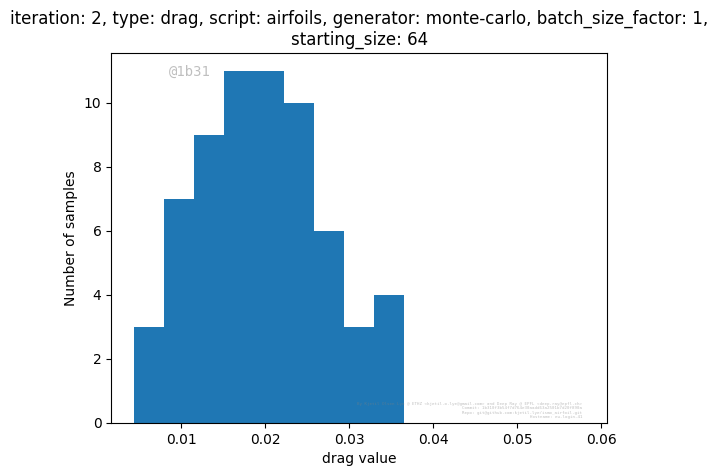 iteration: 2, type: drag, script: airfoils, generator: monte-carlo, batch_size_factor: 1,
starting_size: 64
@1b31
10
8
6
4
2
0
Number of samples
0.01 0.02 0.03 0.04 0.05 0.06
drag value